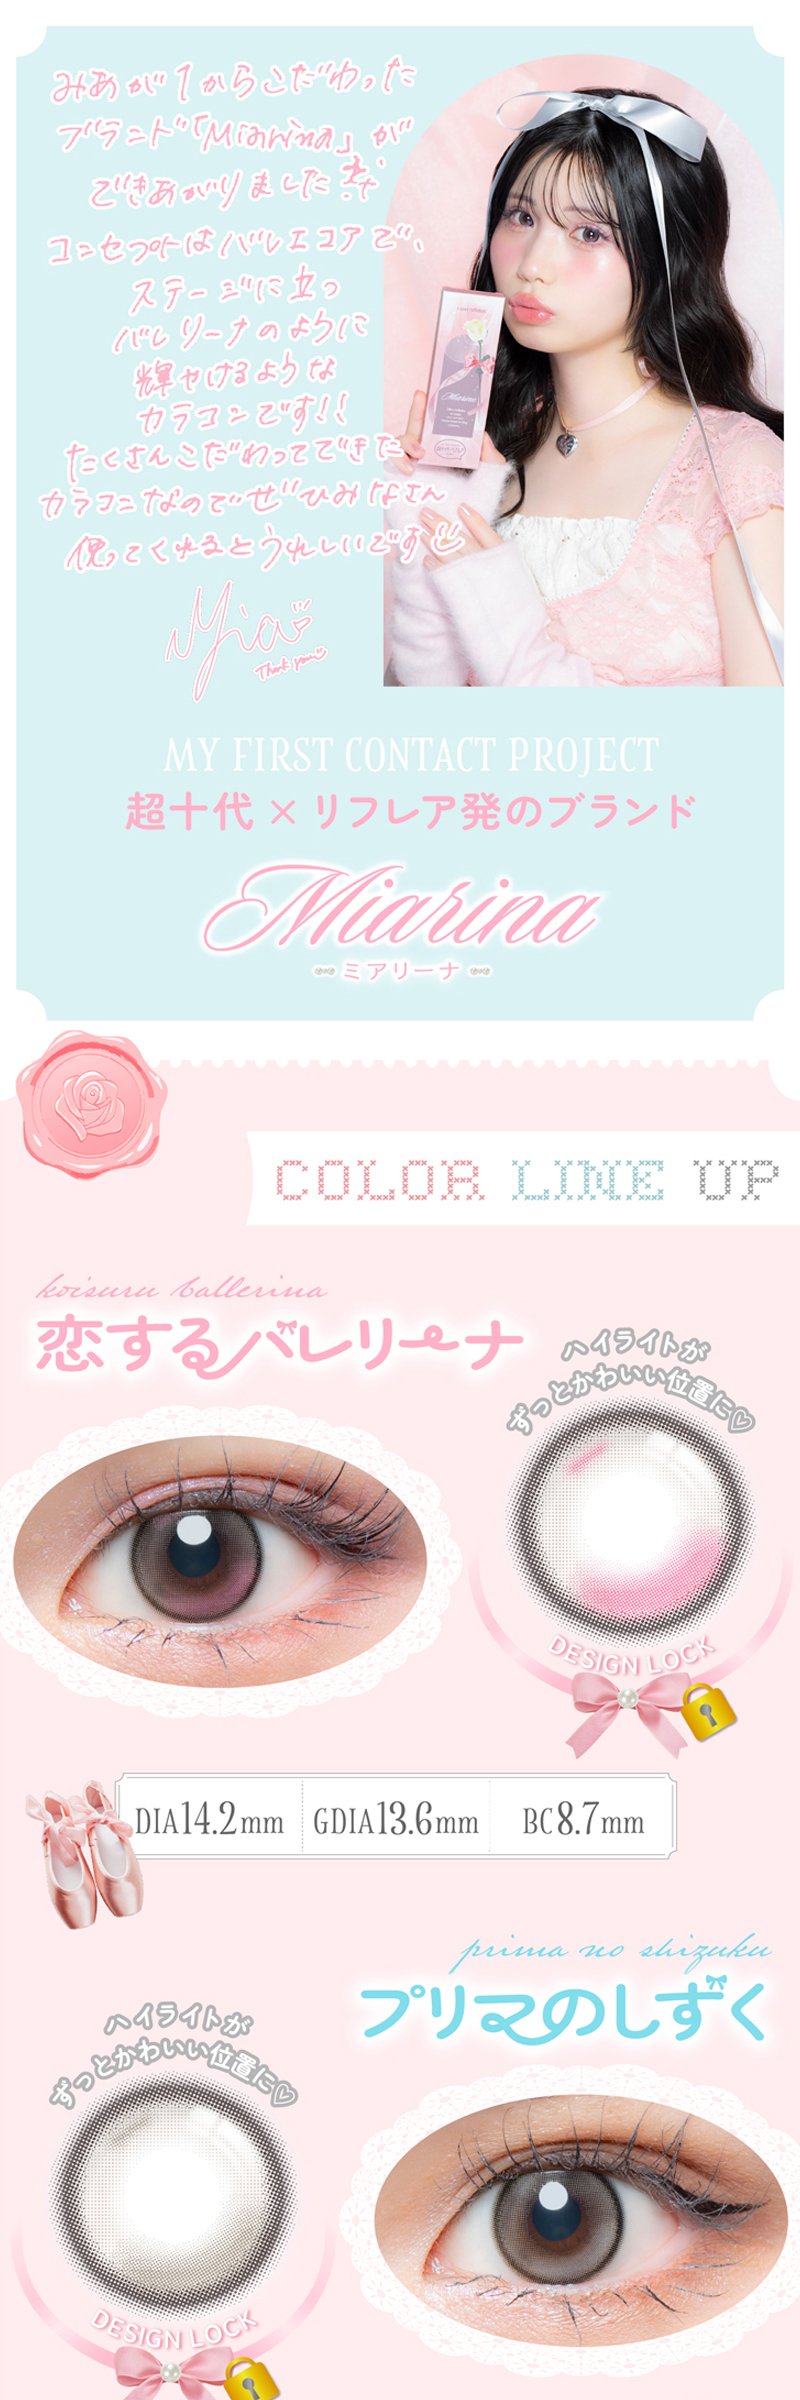 みあが1からこだわった
ブランド「Miarina」が
できあがりました
コンセプトはバレエコアで、
ステージに立つ
バレリーナのように
輝やけるような
カラコンです!!
たくさんこだわってできた
カラコンなのでぜひみなさん
使ってくれるとうれしいです
Mia
Thank you
Miarina
MY FIRST CONTACT PROJECT
超十代×リフレア発のブランド
Miarina
ミアリーナ
COLOR LINE UP
koisuru ballerina
恋するバレリーナ
ハイライトが
ずっとかわいい位置に♡
DESIGN LOCK
DIA14.2mm GDIA13.6mm BC8.7mm
prima no shizuku
プリマのしずく
ハイライトが
ずっとかわいい位置に♡
DESIGN LOCK